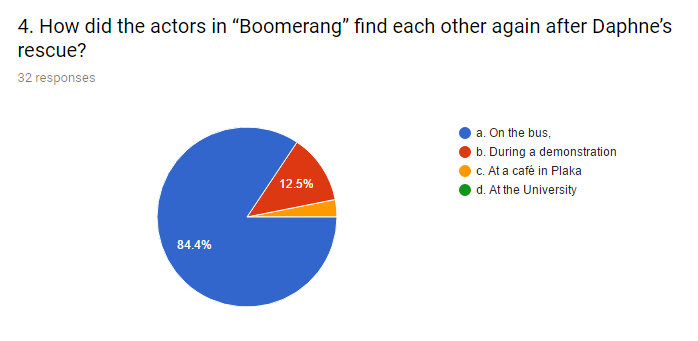 4. How did the actors in “Boomerang” find each other again after Daphne’s
rescue?
32 responses
a. On the bus,
b. During a demonstration
c. At a café in Plaka
d. At the University
12.5%
84.4%